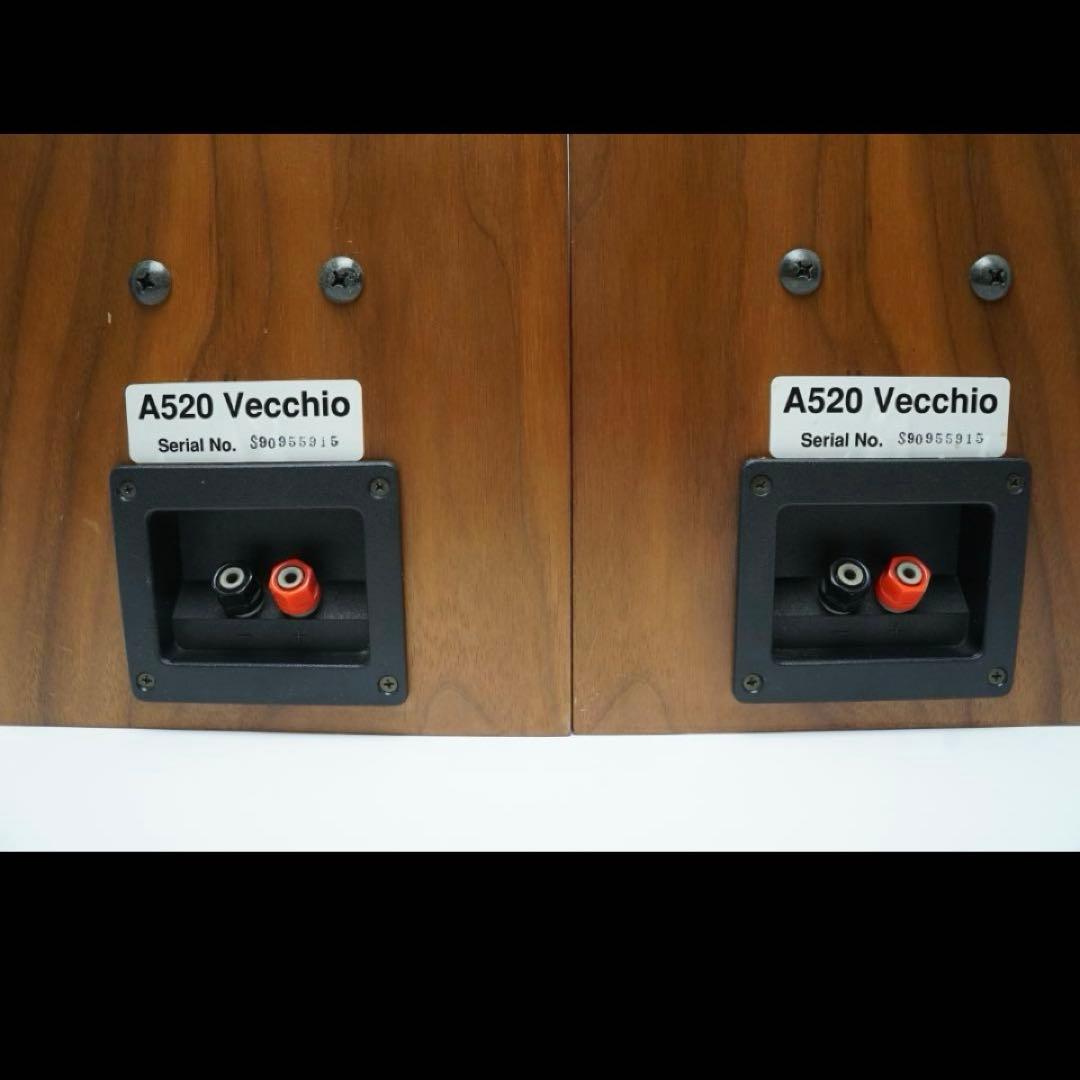 A520 Vecchio
Serial No. S90955915
A520 Vecchio
Serial No. S90955915
− +
− +